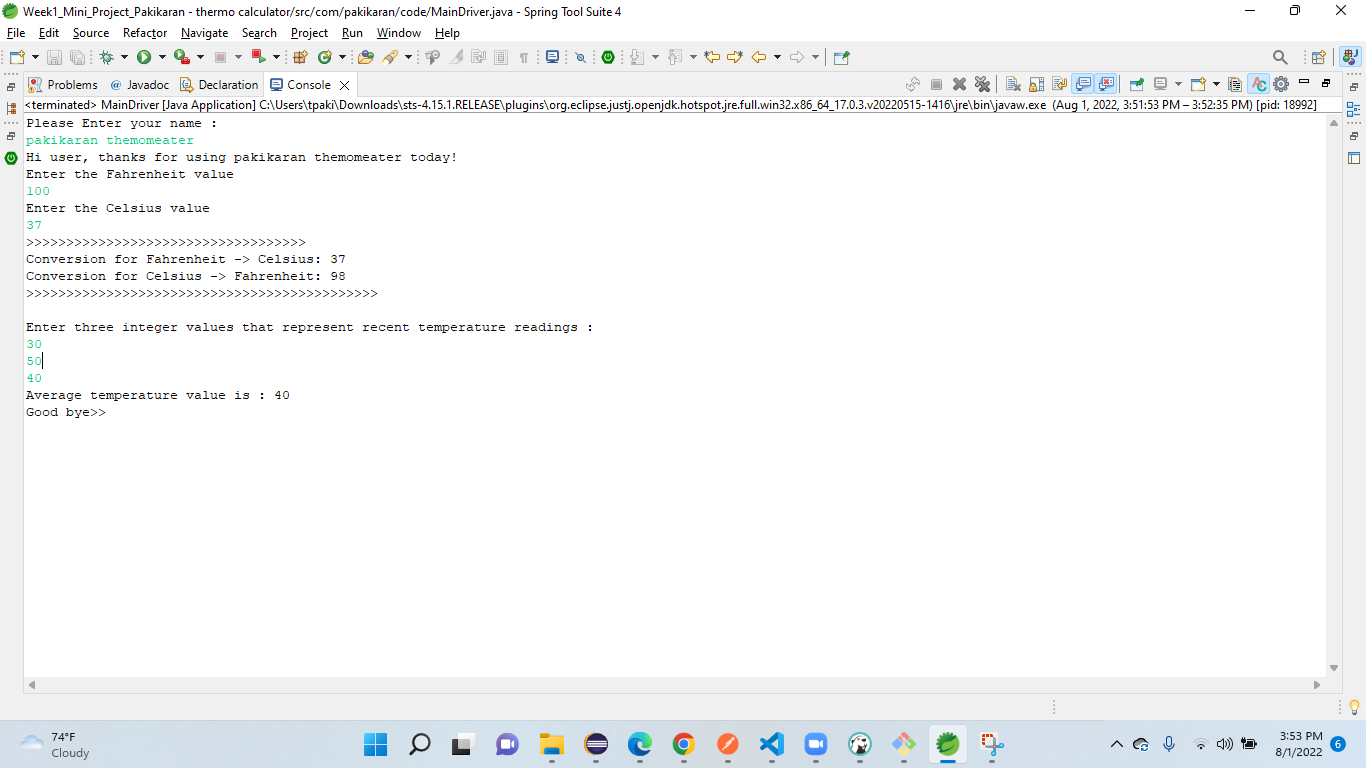 Week1_Mini_Project_Pakikaran - thermo calculator/src/com/pakikaran/code/MainDriver.java - Spring Tool Suite 4
File Edit Source Refactor Navigate Search Project Run Window Help
Problems @ Javadoc Declaration Console
<terminated> MainDriver [Java Application] C:\Users\tpaki\Downloads\sts-4.15.1.RELEASE\plugins\org.eclipse.justj.openjdk.hotspot.jre.full.win32.x86_64_17.0.3.v20220515-1416\jre\bin\javaw.exe (Aug 1, 2022, 3:51:53 PM – 3:52:35 PM) [pid: 18992]
Please Enter your name :
pakikaran themomeater
Hi user, thanks for using pakikaran themomeater today!
Enter the Fahrenheit value
100
Enter the Celsius value
37
>>>>>>>>>>>>>>>>>>>>>>>>>>>>>>>>>>>
Conversion for Fahrenheit -> Celsius: 37
Conversion for Celsius -> Fahrenheit: 98
>>>>>>>>>>>>>>>>>>>>>>>>>>>>>>>>>>>>>>>>>>>>
Enter three integer values that represent recent temperature readings :
30
50
40
Average temperature value is : 40
Good bye>>
74°F
Cloudy
3:53 PM
8/1/2022
6